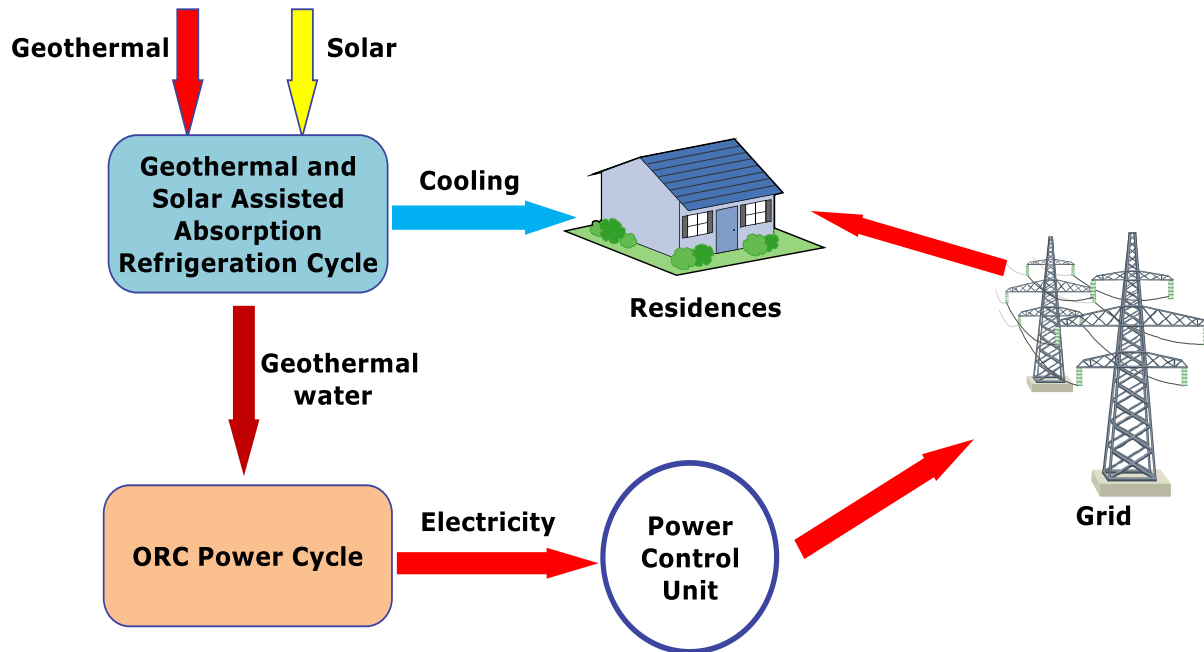 Geothermal
Solar
Geothermal and
Solar Assisted
Absorption
Refrigeration Cycle
Cooling
Residences
Geothermal
water
ORC Power Cycle
Electricity
Power
Control
Unit
Grid